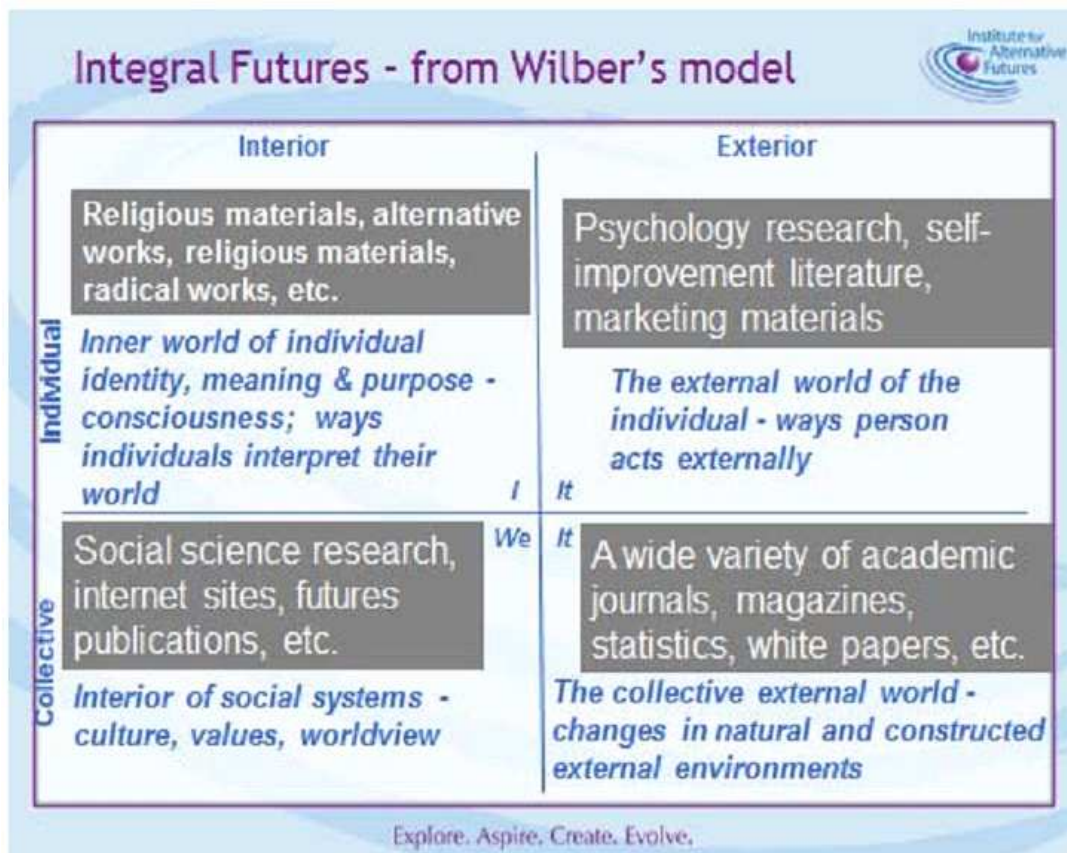 Integral Futures - from Wilber's model
Institute for
Alternative
Futures
Interior
Exterior
Individual
Religious materials, alternative
works, religious materials,
radical works, etc.
Inner world of individual
identity, meaning & purpose -
consciousness; ways
individuals interpret their
world
I
Psychology research, self-
improvement literature,
marketing materials
The external world of the
individual - ways person
acts externally
It
Collective
We
Social science research,
internet sites, futures
publications, etc.
Interior of social systems -
culture, values, worldview
It
A wide variety of academic
journals, magazines,
statistics, white papers, etc.
The collective external world -
changes in natural and constructed
external environments
Explore. Aspire. Create. Evolve.